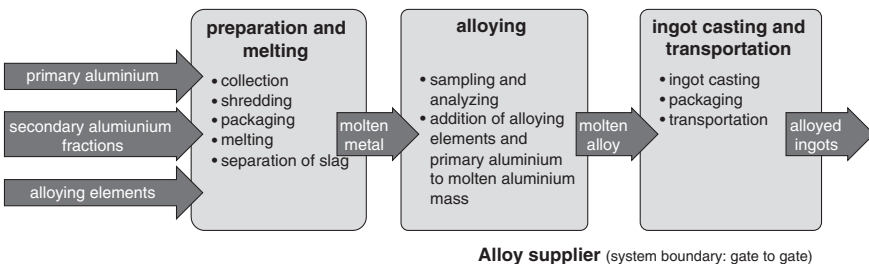 primary aluminium
secondary alumiunium
fractions
alloying elements
preparation and
melting
• collection
• shredding
• packaging
• melting
• separation of slag
molten
metal
alloying
• sampling and
analyzing
• addition of alloying
elements and
primary aluminium
to molten aluminium
mass
molten
alloy
ingot casting and
transportation
• ingot casting
• packaging
• transportation
alloyed
ingots
Alloy supplier (system boundary: gate to gate)